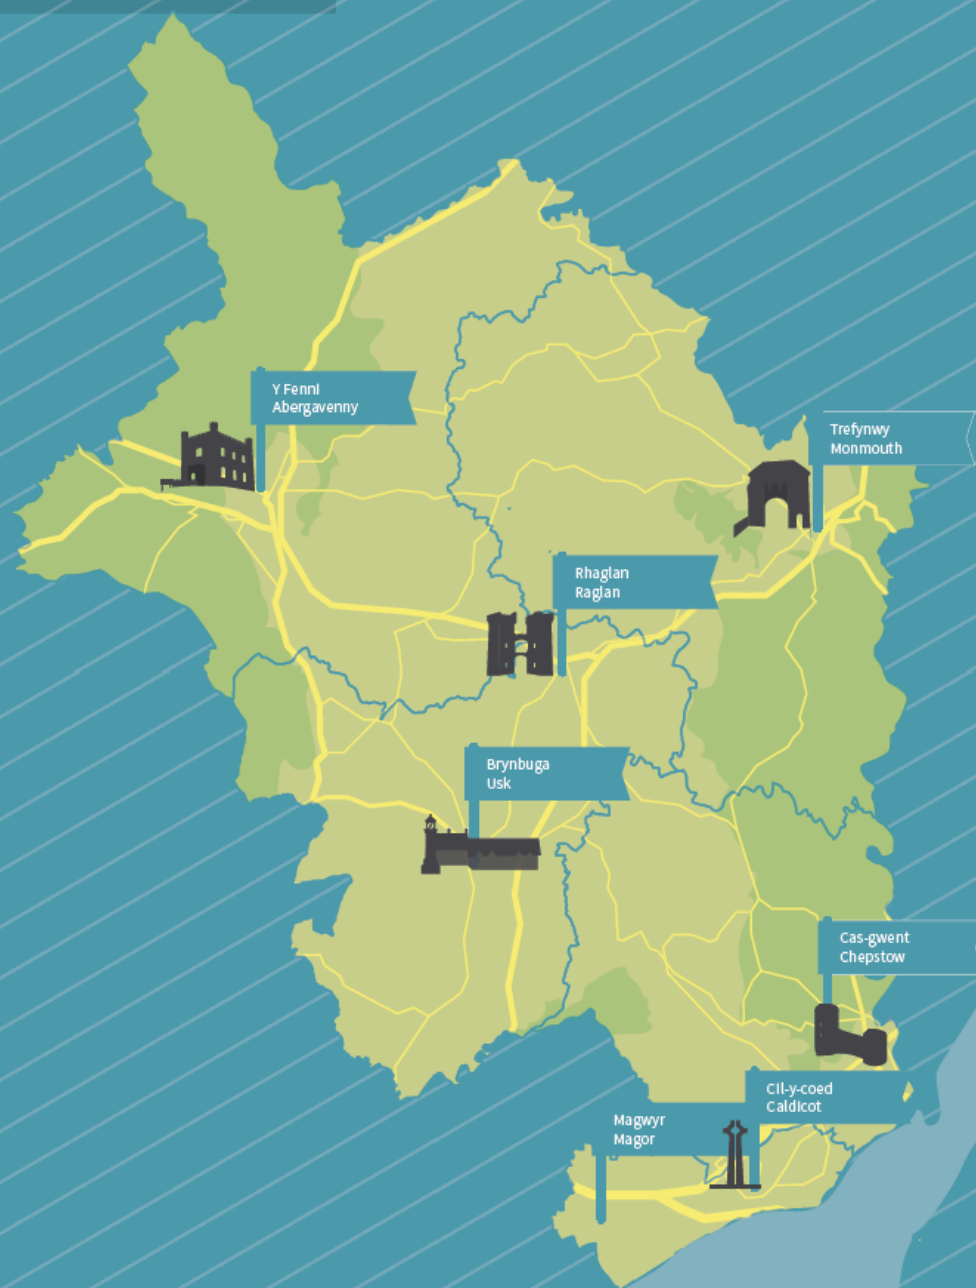 Y Fenni
Abergavenny
Trefynwy
Monmouth
Rhaglan
Raglan
Brynbuga
Usk
Cas-gwent
Chepstow
Cil-y-coed
Caldicot
Magwyr
Magor